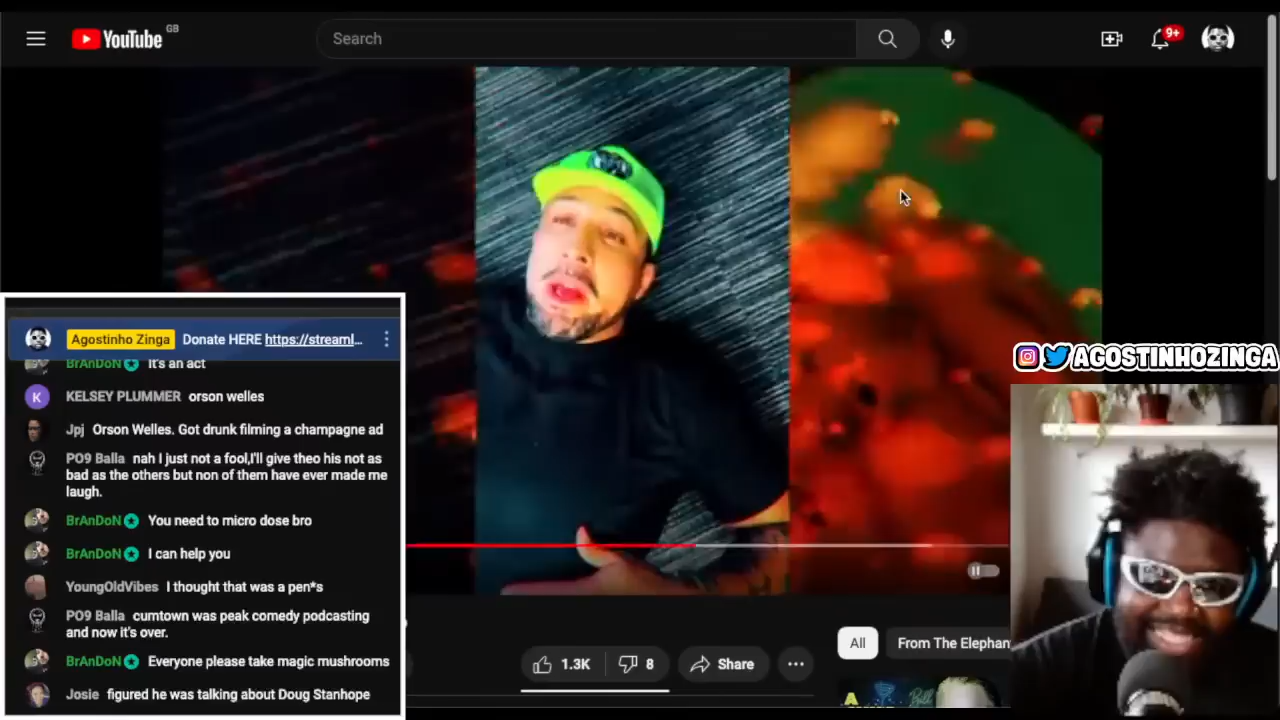 YouTube GB
Search
9+
Agostinho Zinga Donate HERE https://streaml...
BrAnDoN It's an act
K KELSEY PLUMMER orson welles
Jpj Orson Welles. Got drunk filming a champagne ad
PO9 Balla nah I just not a fool,I'll give theo his not as
bad as the others but non of them have ever made me
laugh.
BrAnDoN You need to micro dose bro
BrAnDoN I can help you
YoungOldVibes I thought that was a pen*s
PO9 Balla cumtown was peak comedy podcasting
and now it's over.
BrAnDoN Everyone please take magic mushrooms
Josie figured he was talking about Doug Stanhope
AGOSTINHOZINGA
1.3K
8
Share
All
From The Elephan